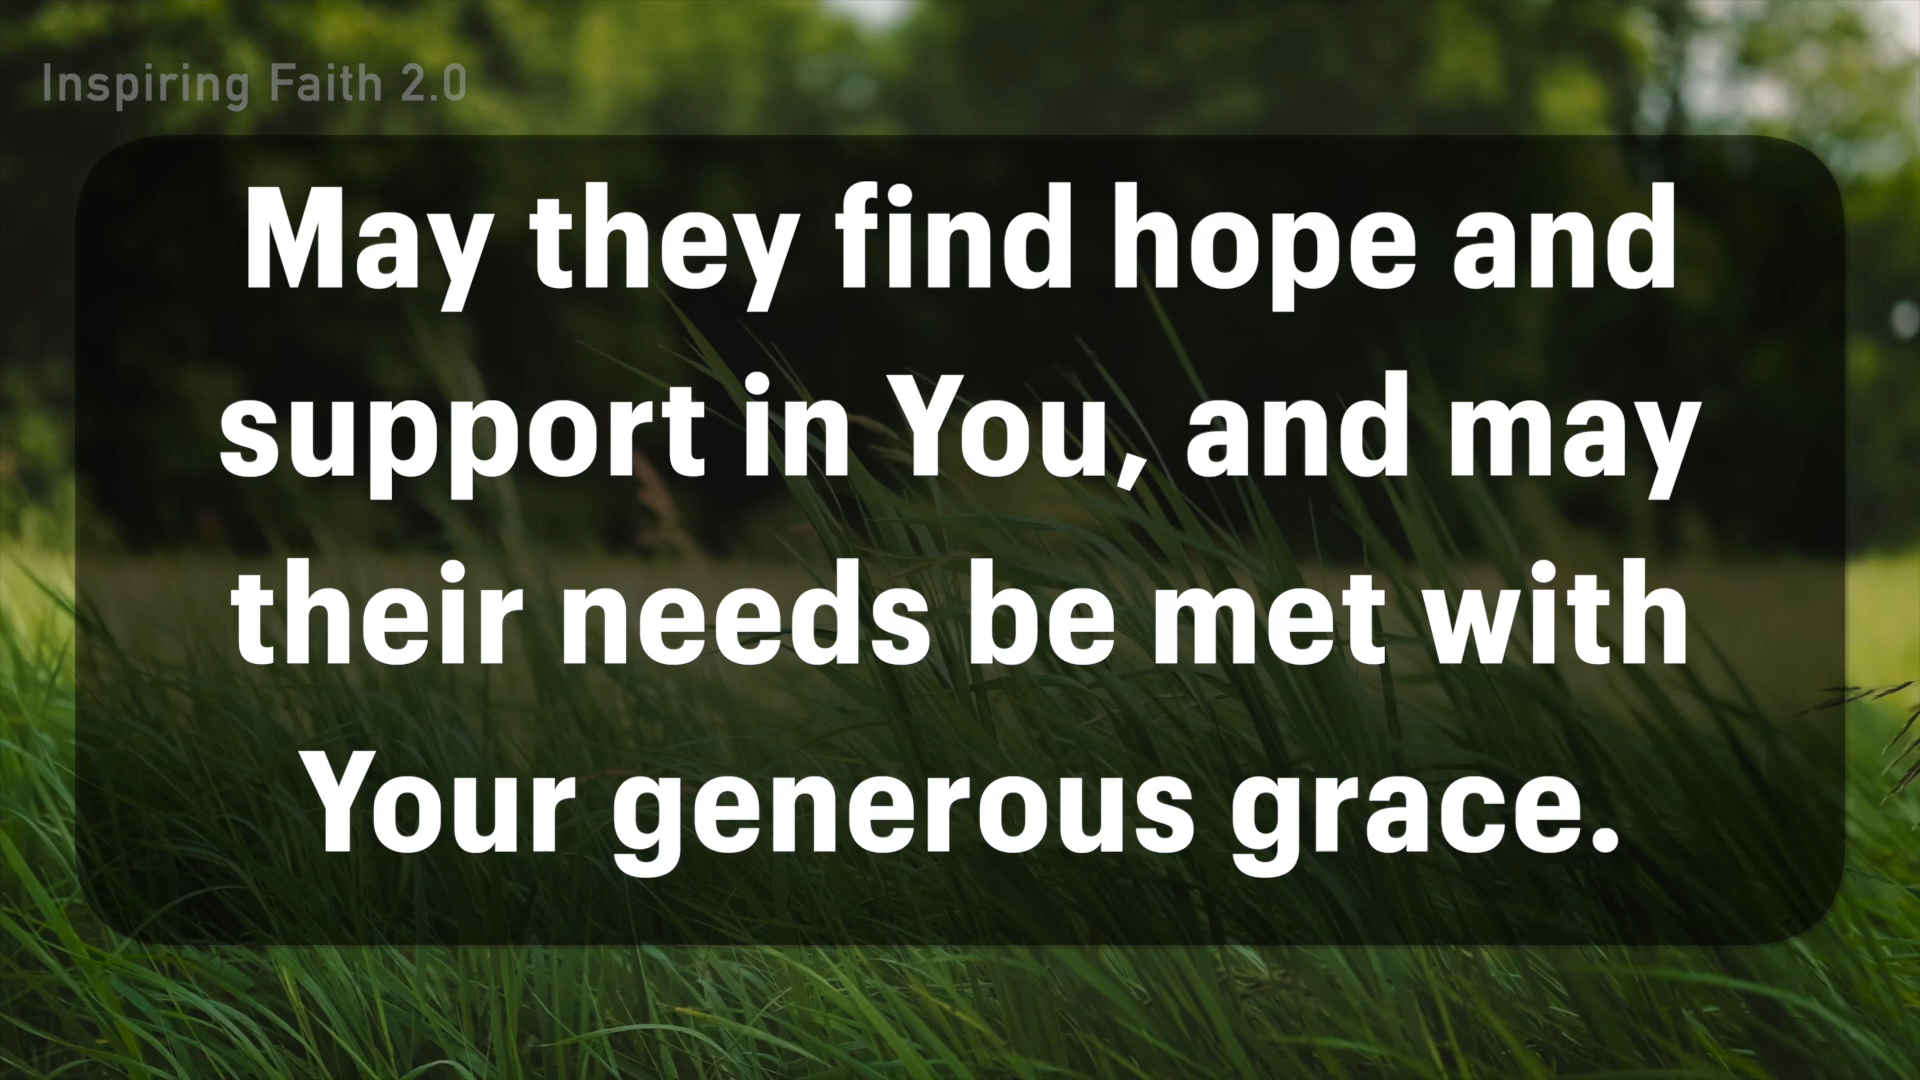 Inspiring Faith 2.0
May they find hope and
support in You, and may
their needs be met with
Your generous grace.